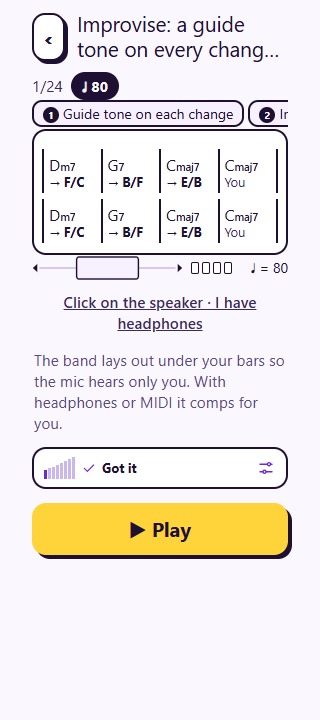 Improvise: a guide
tone on every chang...
1/24 ♩ 80
1 Guide tone on each change 2
Dm7 G7 Cmaj7 Cmaj7
→ F/C → B/F → E/B You
Dm7 G7 Cmaj7 Cmaj7
→ F/C → B/F → E/B You
♩ = 80
Click on the speaker · I have
headphones
The band lays out under your bars so
the mic hears only you. With
headphones or MIDI it comps for
you.
Got it
▶ Play